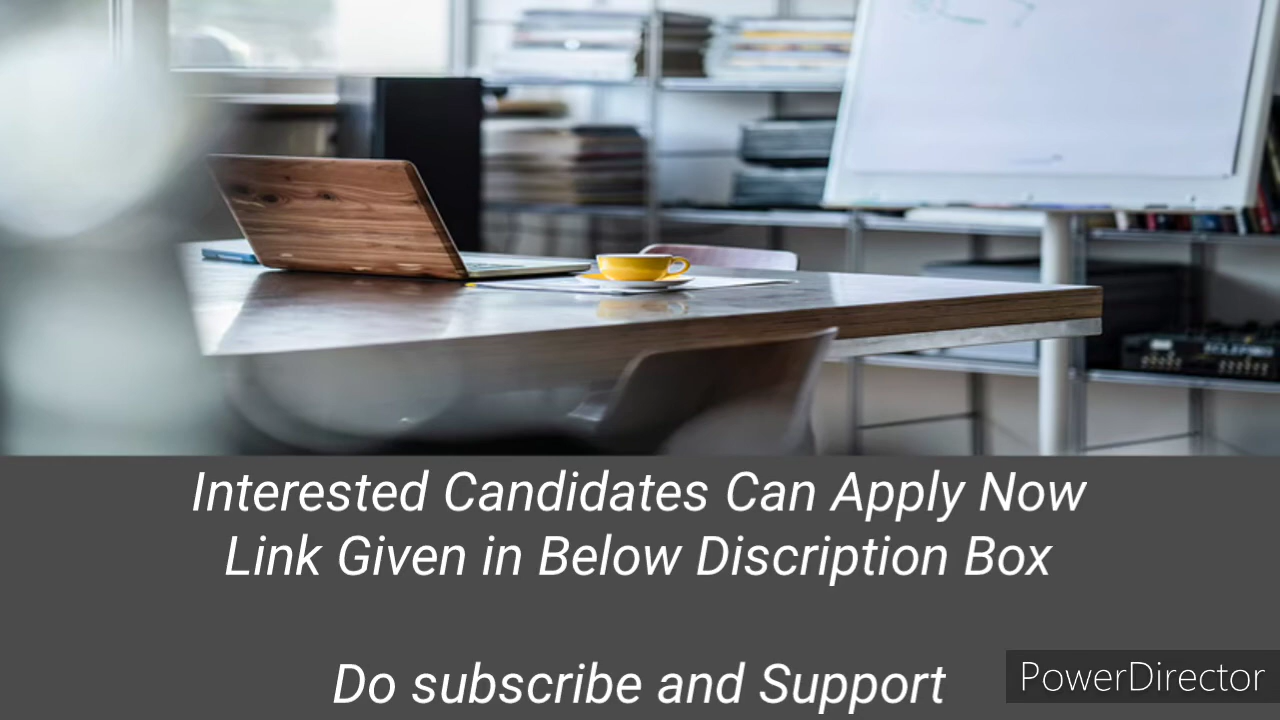 Interested Candidates Can Apply Now
Link Given in Below Discription Box
Do subscribe and Support
PowerDirector